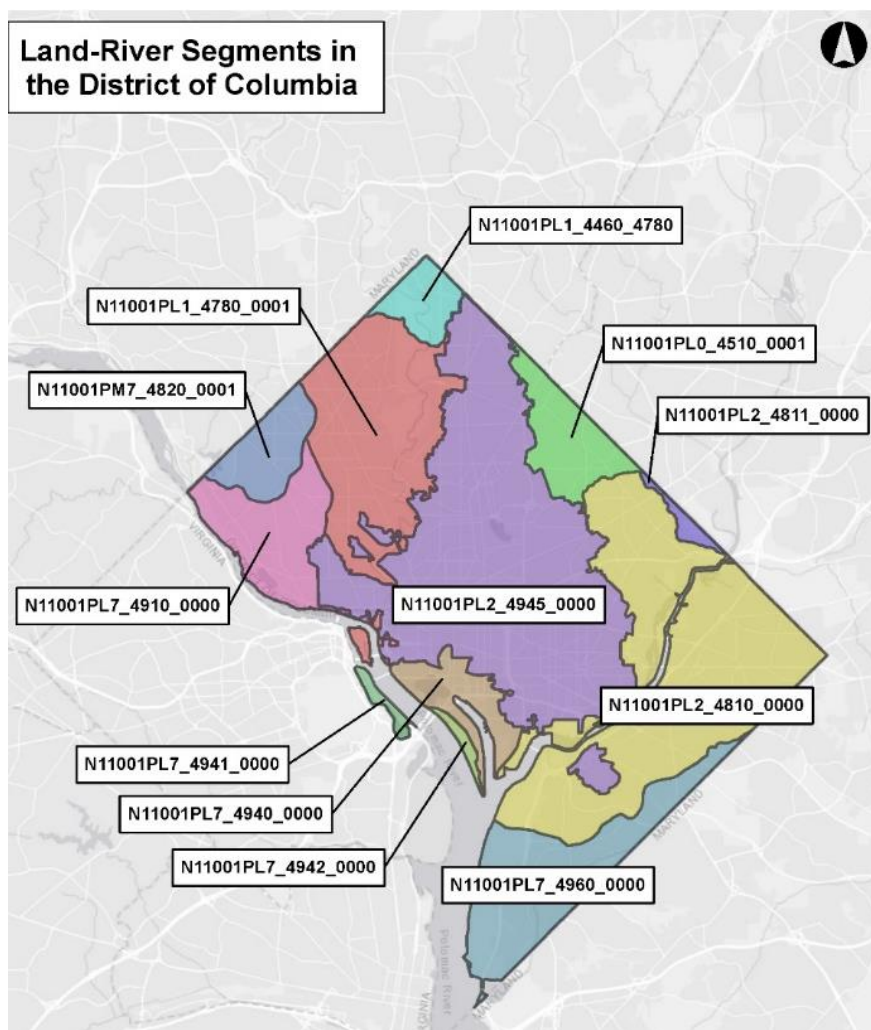 Land-River Segments in
the District of Columbia
N11001PL1_4460_4780
MARYLAND
N11001PL1_4780_0001
N11001PL0_4510_0001
N11001PM7_4820_0001
N11001PL2_4811_0000
VIRGINIA
N11001PL7_4910_0000
N11001PL2_4945_0000
N11001PL2_4810_0000
N11001PL7_4941_0000
N11001PL7_4940_0000
MARYLAND
N11001PL7_4942_0000
N11001PL7_4960_0000
Potomac River
MARYLAND